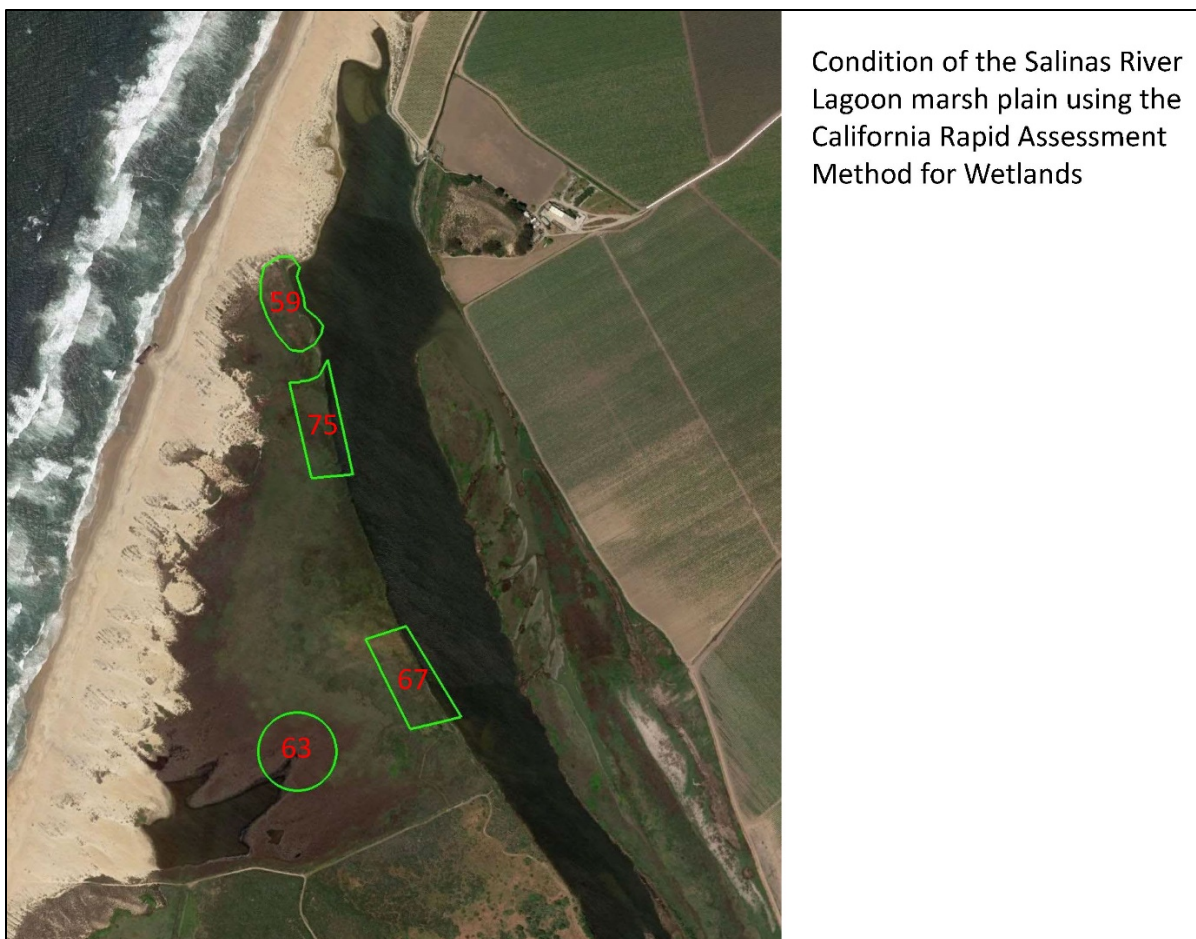 Condition of the Salinas River
Lagoon marsh plain using the
California Rapid Assessment
Method for Wetlands
59
75
67
63